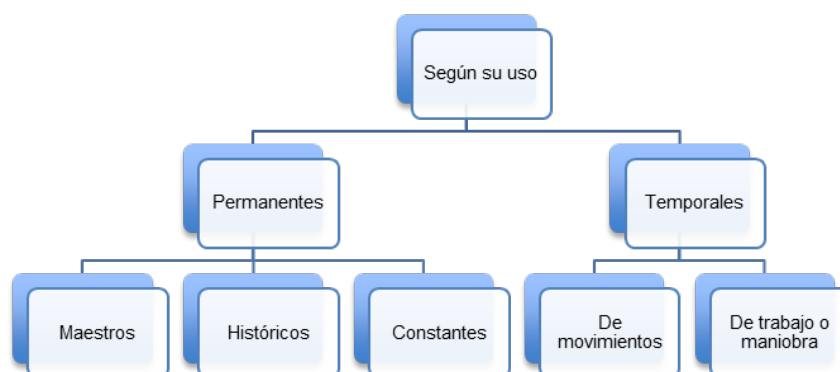 Según su uso
Permanentes
Temporales
Maestros
Históricos
Constantes
De
movimientos
De trabajo o
maniobra